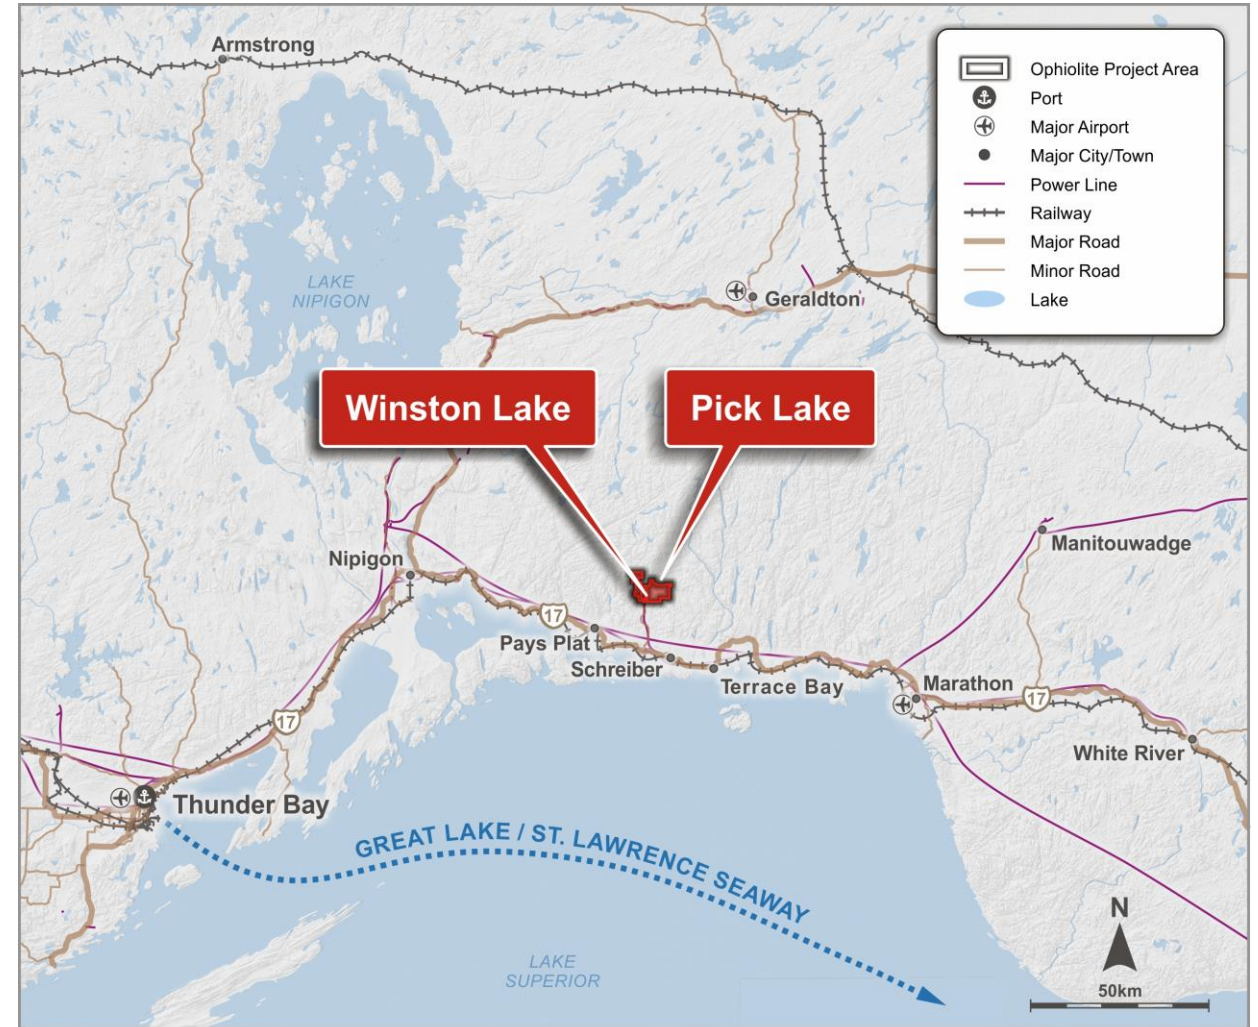 Armstrong
Ophiolite Project Area
Port
Major Airport
Major City/Town
Power Line
Railway
Major Road
Minor Road
Lake
LAKE
NIPIGON
Geraldton
Winston Lake
Pick Lake
Manitouwadge
Nipigon
17
Pays Plat
Schreiber
Terrace Bay
Marathon
17
17
White River
Thunder Bay
GREAT LAKE / ST. LAWRENCE SEAWAY
N
LAKE
SUPERIOR
50km